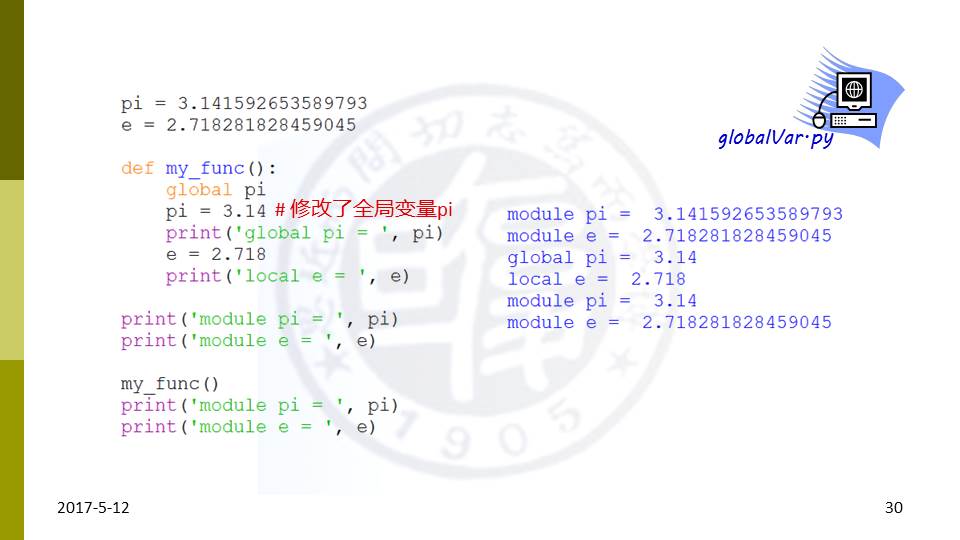 pi = 3.141592653589793
e = 2.718281828459045
def my_func():
    global pi
    pi = 3.14 # 修改了全局变量pi
    print('global pi = ', pi)
    e = 2.718
    print('local e = ', e)
print('module pi = ', pi)
print('module e = ', e)
my_func()
print('module pi = ', pi)
print('module e = ', e)
globalVar.py
module pi =  3.141592653589793
module e =  2.718281828459045
global pi =  3.14
local e =  2.718
module pi =  3.14
module e =  2.718281828459045
1905
2017-5-12
30